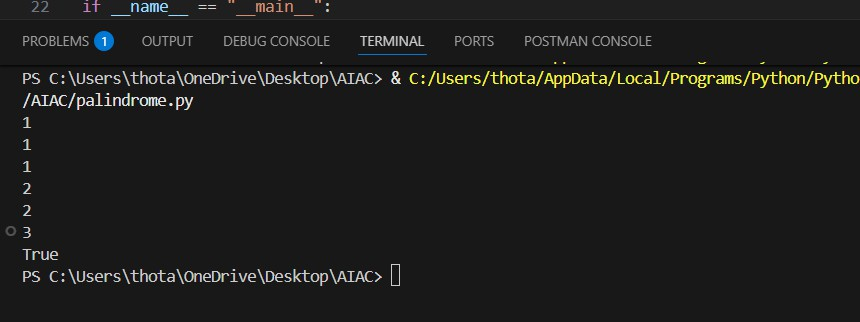 22 if __name__ == "__main__":
PROBLEMS 1 OUTPUT DEBUG CONSOLE TERMINAL PORTS POSTMAN CONSOLE
PS C:\Users\thota\OneDrive\Desktop\AIAC> & C:/Users/thota/AppData/Local/Programs/Python/Pytho
/AIAC/palindrome.py
1
1
1
2
2
3
True
PS C:\Users\thota\OneDrive\Desktop\AIAC>